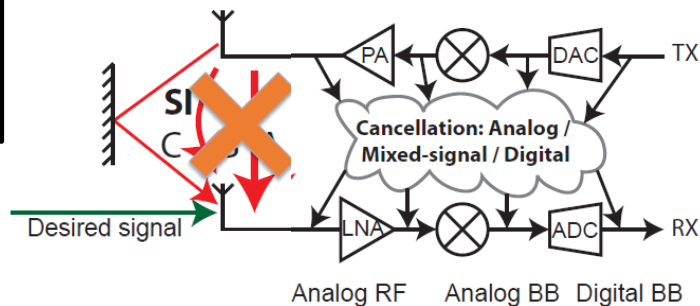 PA
DAC
TX
SI
C
Cancellation: Analog /
Mixed-signal / Digital
Desired signal
LNA
ADC
RX
Analog RF
Analog BB
Digital BB